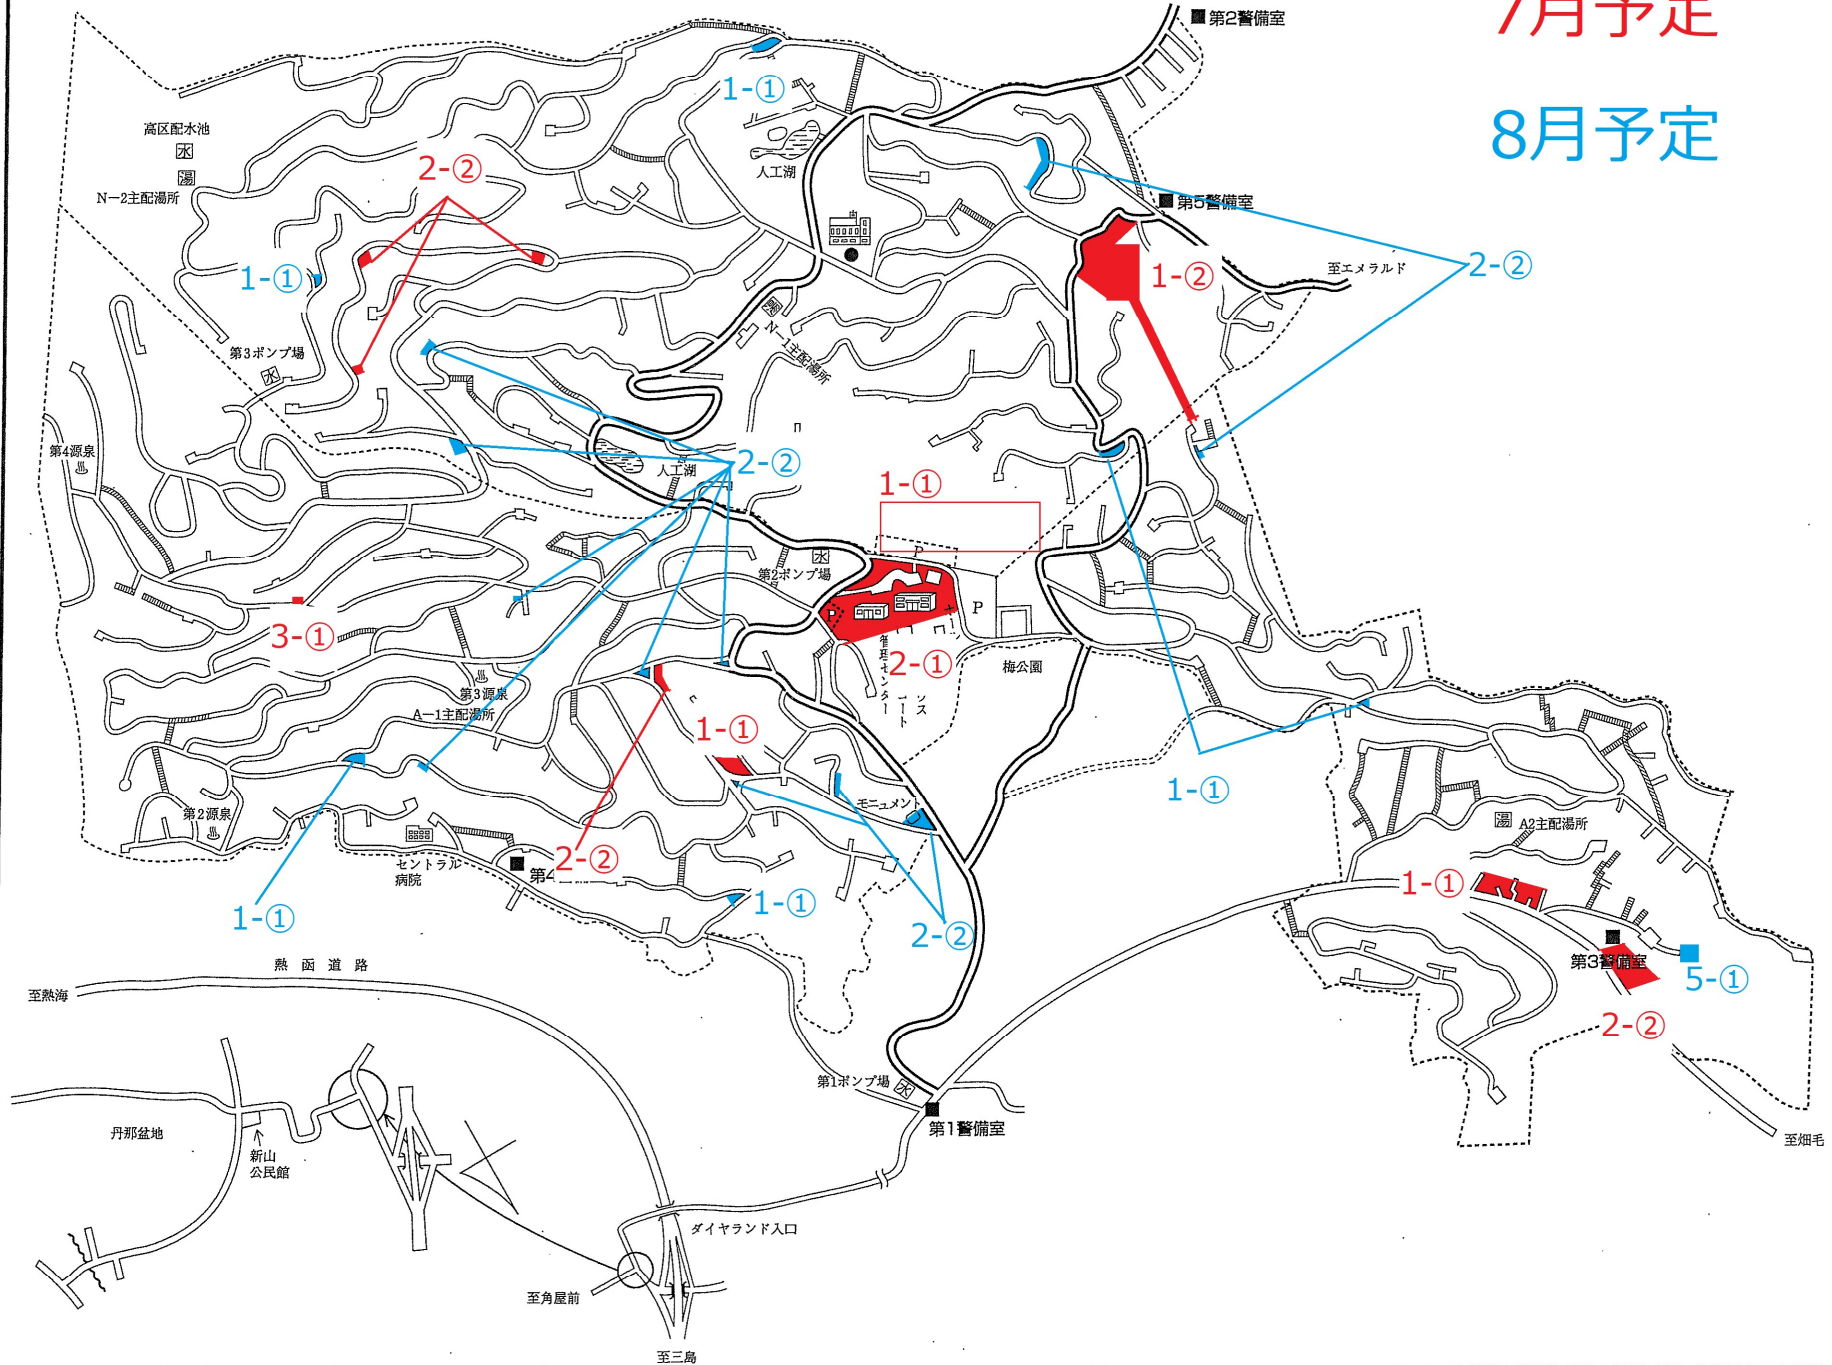 7月予定
第2警備室
8月予定
1-①
高区配水池
水
湯
N-2主配湯所
2-②
人工湖
第5警備室
1-①
1-②
至エメラルド
2-②
N-1主配湯所
第3ポンプ場
水
第4源泉
人工湖
2-②
1-①
水
第2ポンプ場
P
P
P
3-①
2-①
梅公園
第3源泉
A-1主配湯所
1-①
1-①
第2源泉
モニュメント
湯
A2主配湯所
セントラル
病院
第4
2-②
1-①
1-①
1-①
2-②
第3警備室
5-①
2-②
熱函道路
至熱海
第1ポンプ場
水
第1警備室
丹那盆地
新山
公民館
至畑毛
ダイヤランド入口
至角屋前
至三島